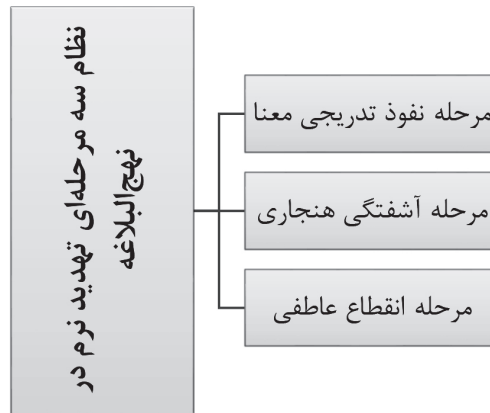 نظام سه مرحله‌ای تهدید نرم در
نهج‌البلاغه
مرحله نفوذ تدریجی معنا
مرحله آشفتگی هنجاری
مرحله انقطاع عاطفی